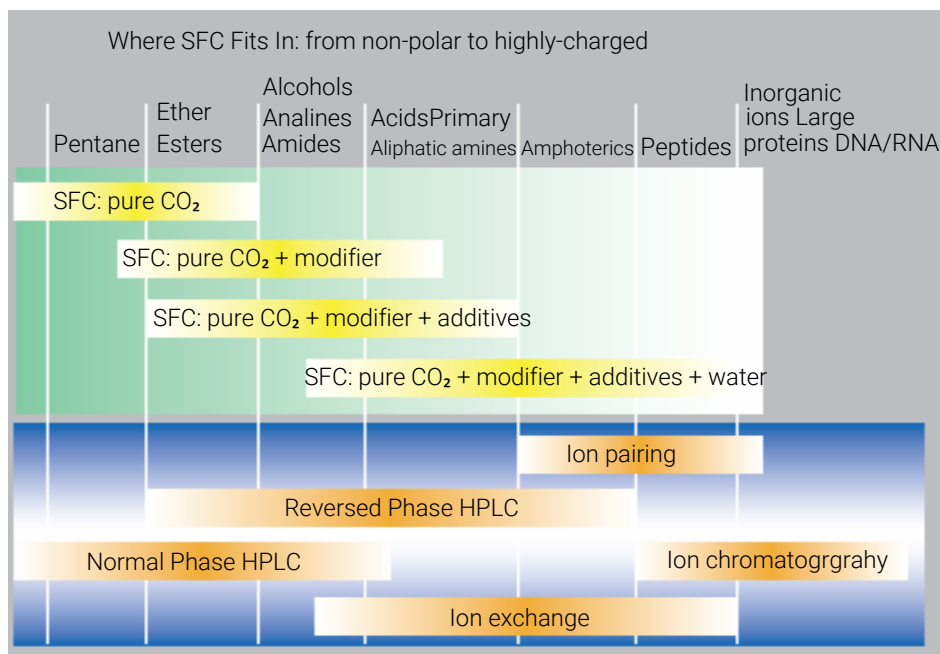 Where SFC Fits In: from non-polar to highly-charged
Pentane
Ether
Esters
Alcohols
Analines
Amides
AcidsPrimary
Aliphatic amines
Amphoterics
Peptides
Inorganic
ions Large
proteins DNA/RNA
SFC: pure CO₂
SFC: pure CO₂ + modifier
SFC: pure CO₂ + modifier + additives
SFC: pure CO₂ + modifier + additives + water
Ion pairing
Reversed Phase HPLC
Normal Phase HPLC
Ion chromatogrgrahy
Ion exchange